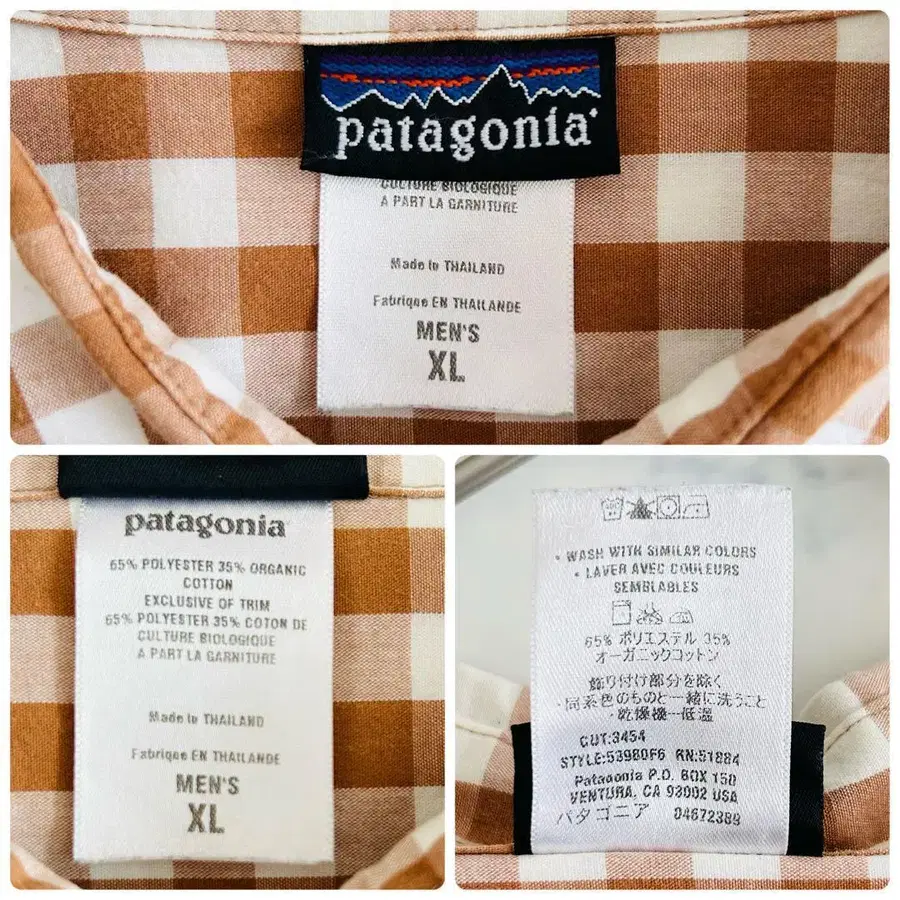 patagonia®
CULTURE BIOLOGIQUE
A PART LA GARNITURE
Made in THAILAND
Fabrique EN THAILANDE
MEN'S
XL
patagonia
65% POLYESTER 35% ORGANIC
COTTON
EXCLUSIVE OF TRIM
65% POLYESTER 35% COTON DE
CULTURE BIOLOGIQUE
A PART LA GARNITURE
Made in THAILAND
Fabrique EN THAILANDE
MEN'S
XL
• WASH WITH SIMILAR COLORS
• LAVER AVEC COULEURS
SEMBLABLES
65% ポリエステル 35%
オーガニックコットン
飾り付け部分を除く
・同系色のものと一緒に洗うこと
・乾燥機－低温
CUT:3454
STYLE:53980F6 RN:51884
Patagonia P.O. BOX 150
VENTURA, CA 93002 USA
パタゴニア 04672389